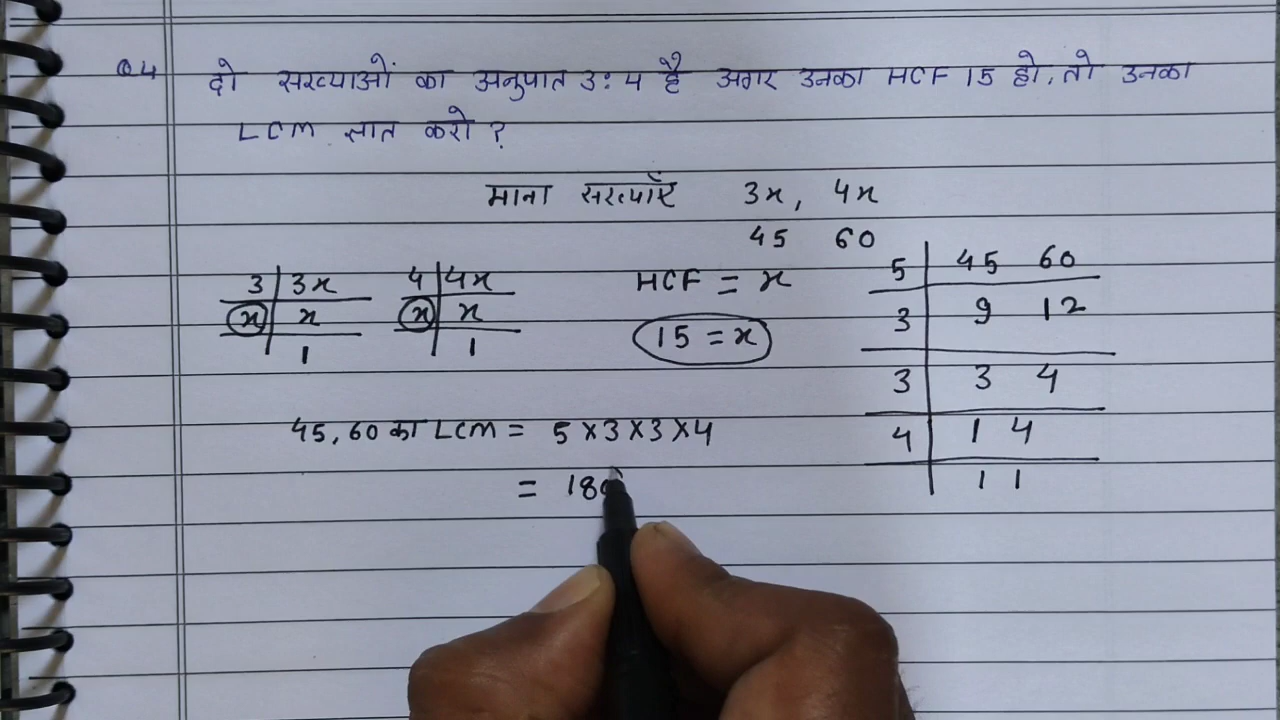 Q4 दो संख्याओं का अनुपात 3:4 है अगर उनका HCF 15 हो, तो उनका
LCM ज्ञात करो ?
माना संख्याएँ 3x, 4x
45 60
3 | 3x
x | x
1
4 | 4x
x | x
1
HCF = x
15 = x
5 | 45 60
3 | 9 12
3 | 3 4
4 | 1 4
1 1
45, 60 का LCM = 5×3×3×4
= 180